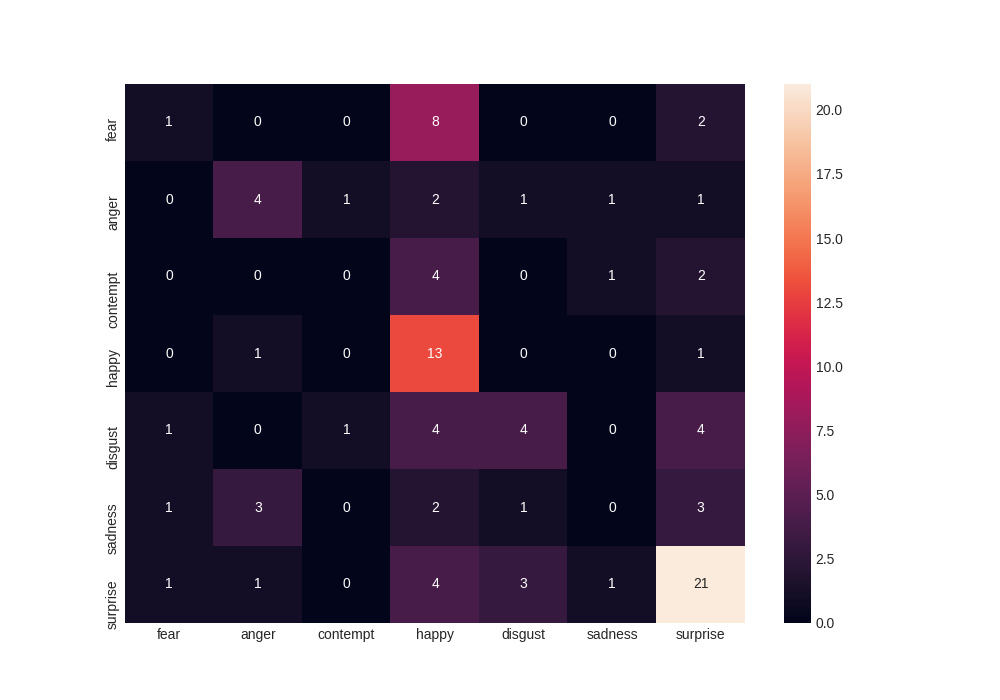 fear 1 0 0 8 0 0 2
anger 0 4 1 2 1 1 1
contempt 0 0 0 4 0 1 2
happy 0 1 0 13 0 0 1
disgust 1 0 1 4 4 0 4
sadness 1 3 0 2 1 0 3
surprise 1 1 0 4 3 1 21
fear anger contempt happy disgust sadness surprise
20.0
17.5
15.0
12.5
10.0
7.5
5.0
2.5
0.0